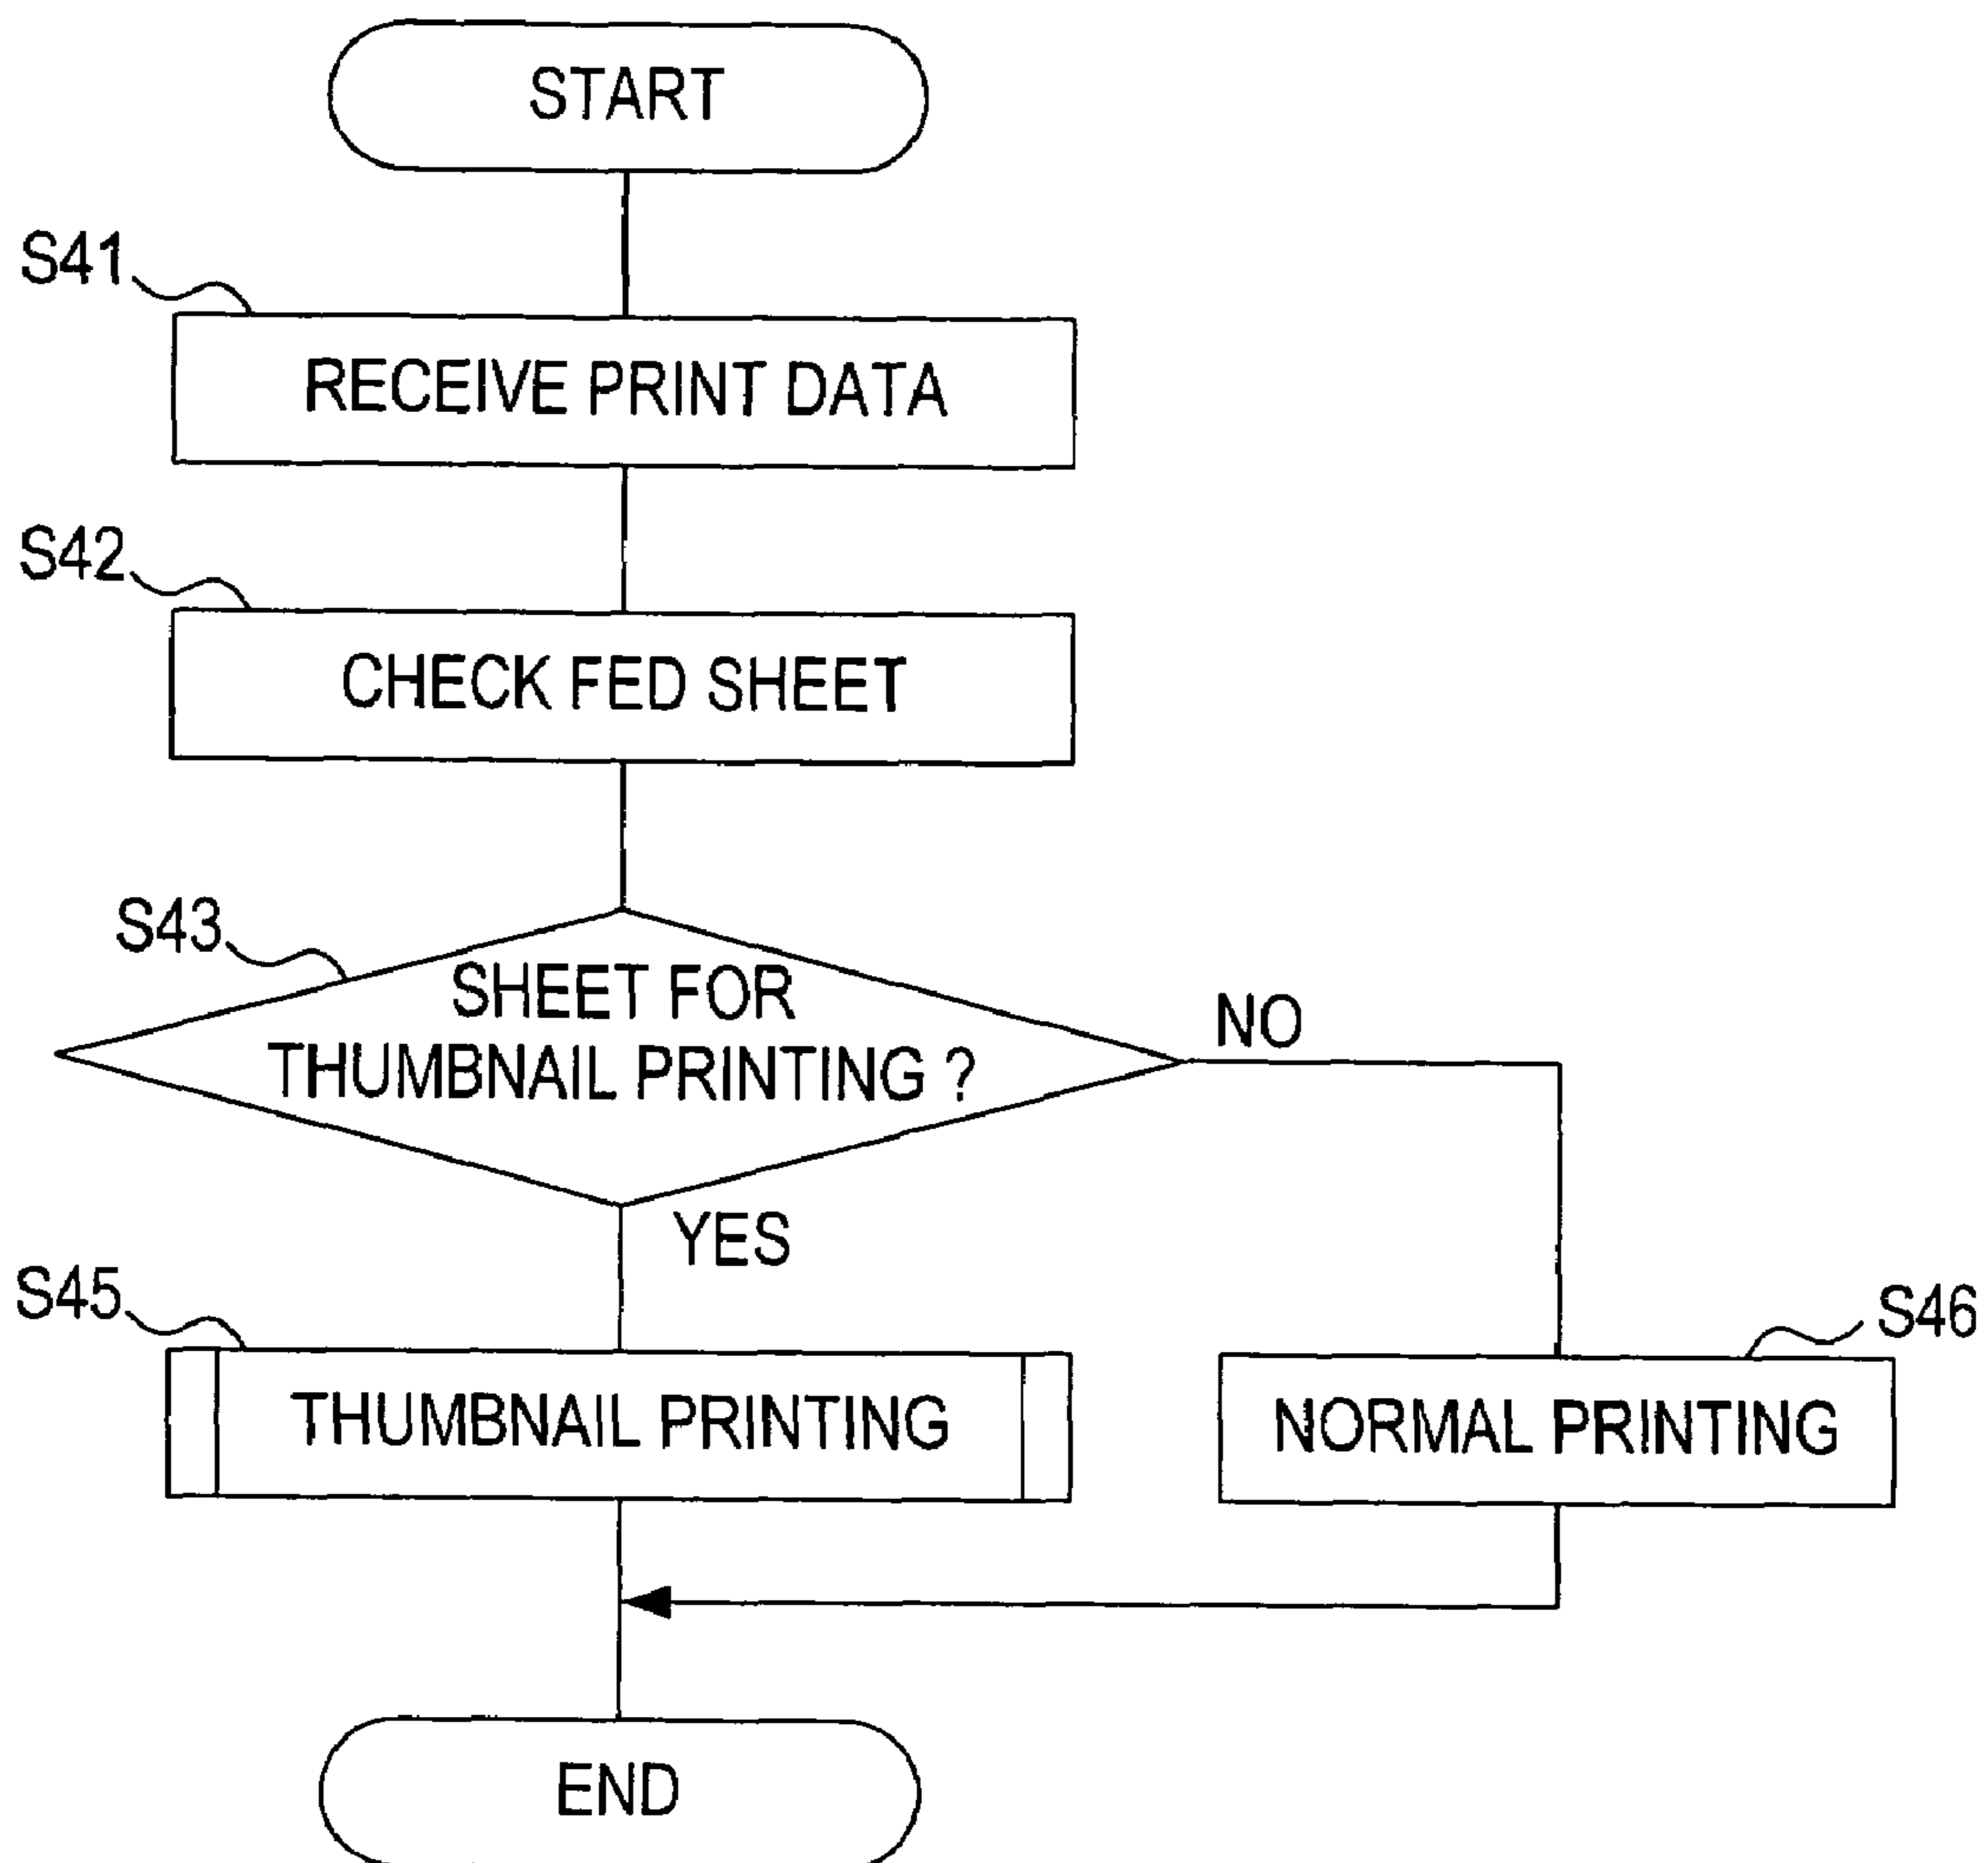 START
S41
RECEIVE PRINT DATA
S42
CHECK FED SHEET
S43
SHEET FOR
THUMBNAIL PRINTING ?
NO
YES
S45
THUMBNAIL PRINTING
S46
NORMAL PRINTING
END